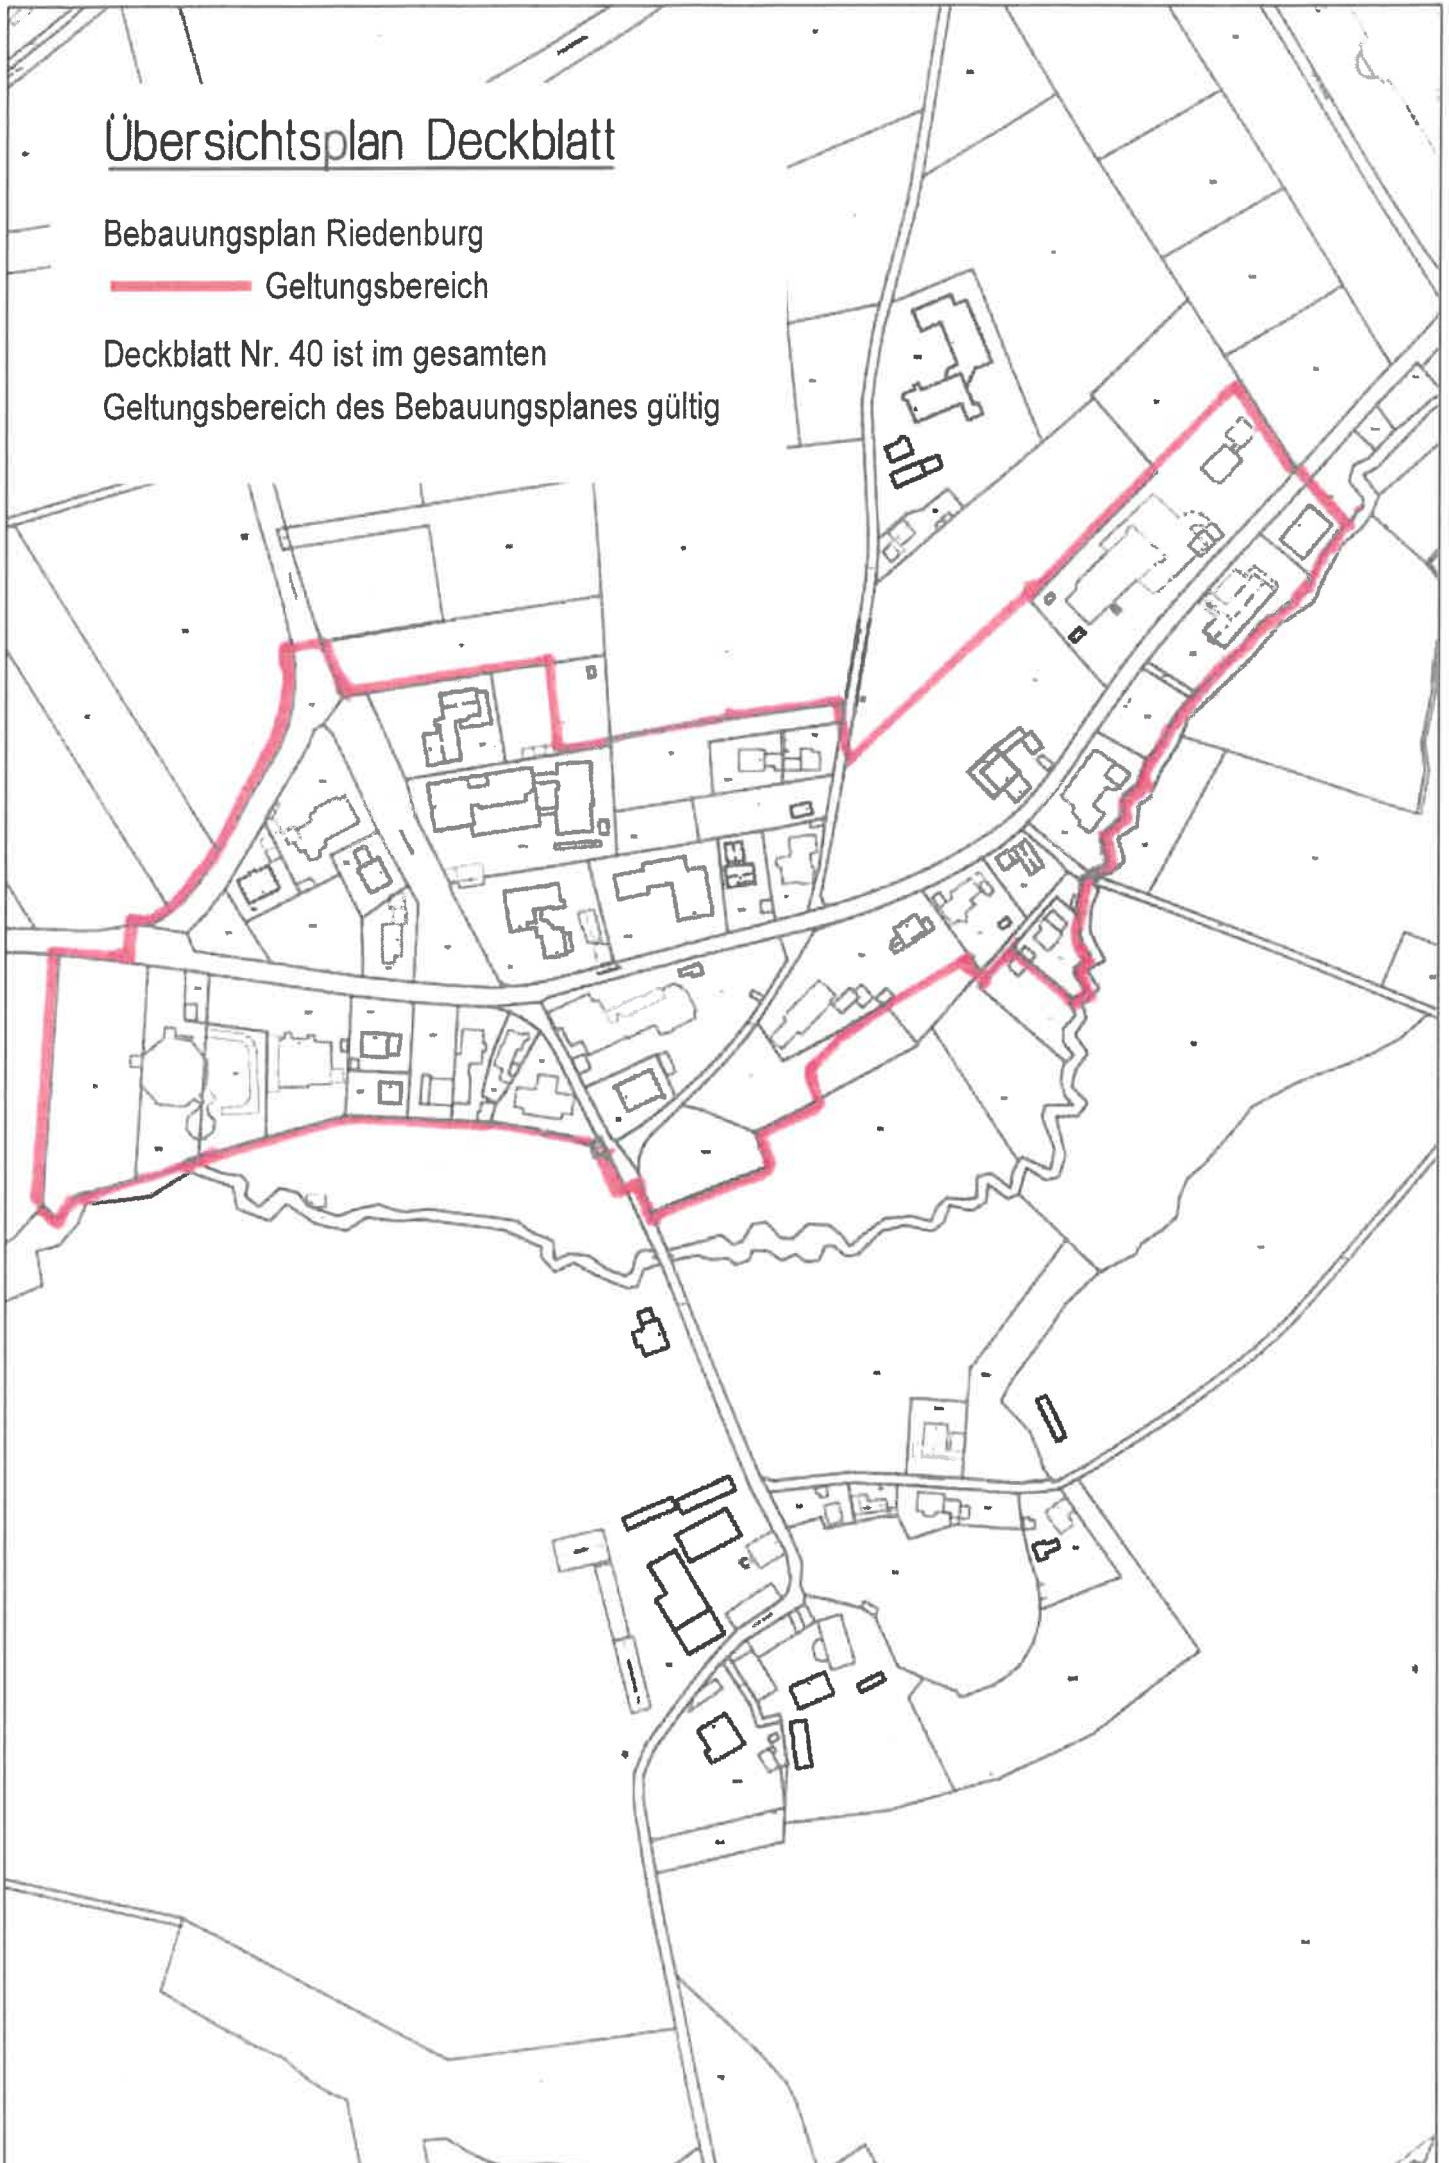 Übersichtsplan Deckblatt
Bebauungsplan Riedenburg
Geltungsbereich
Deckblatt Nr. 40 ist im gesamten
Geltungsbereich des Bebauungsplanes gültig